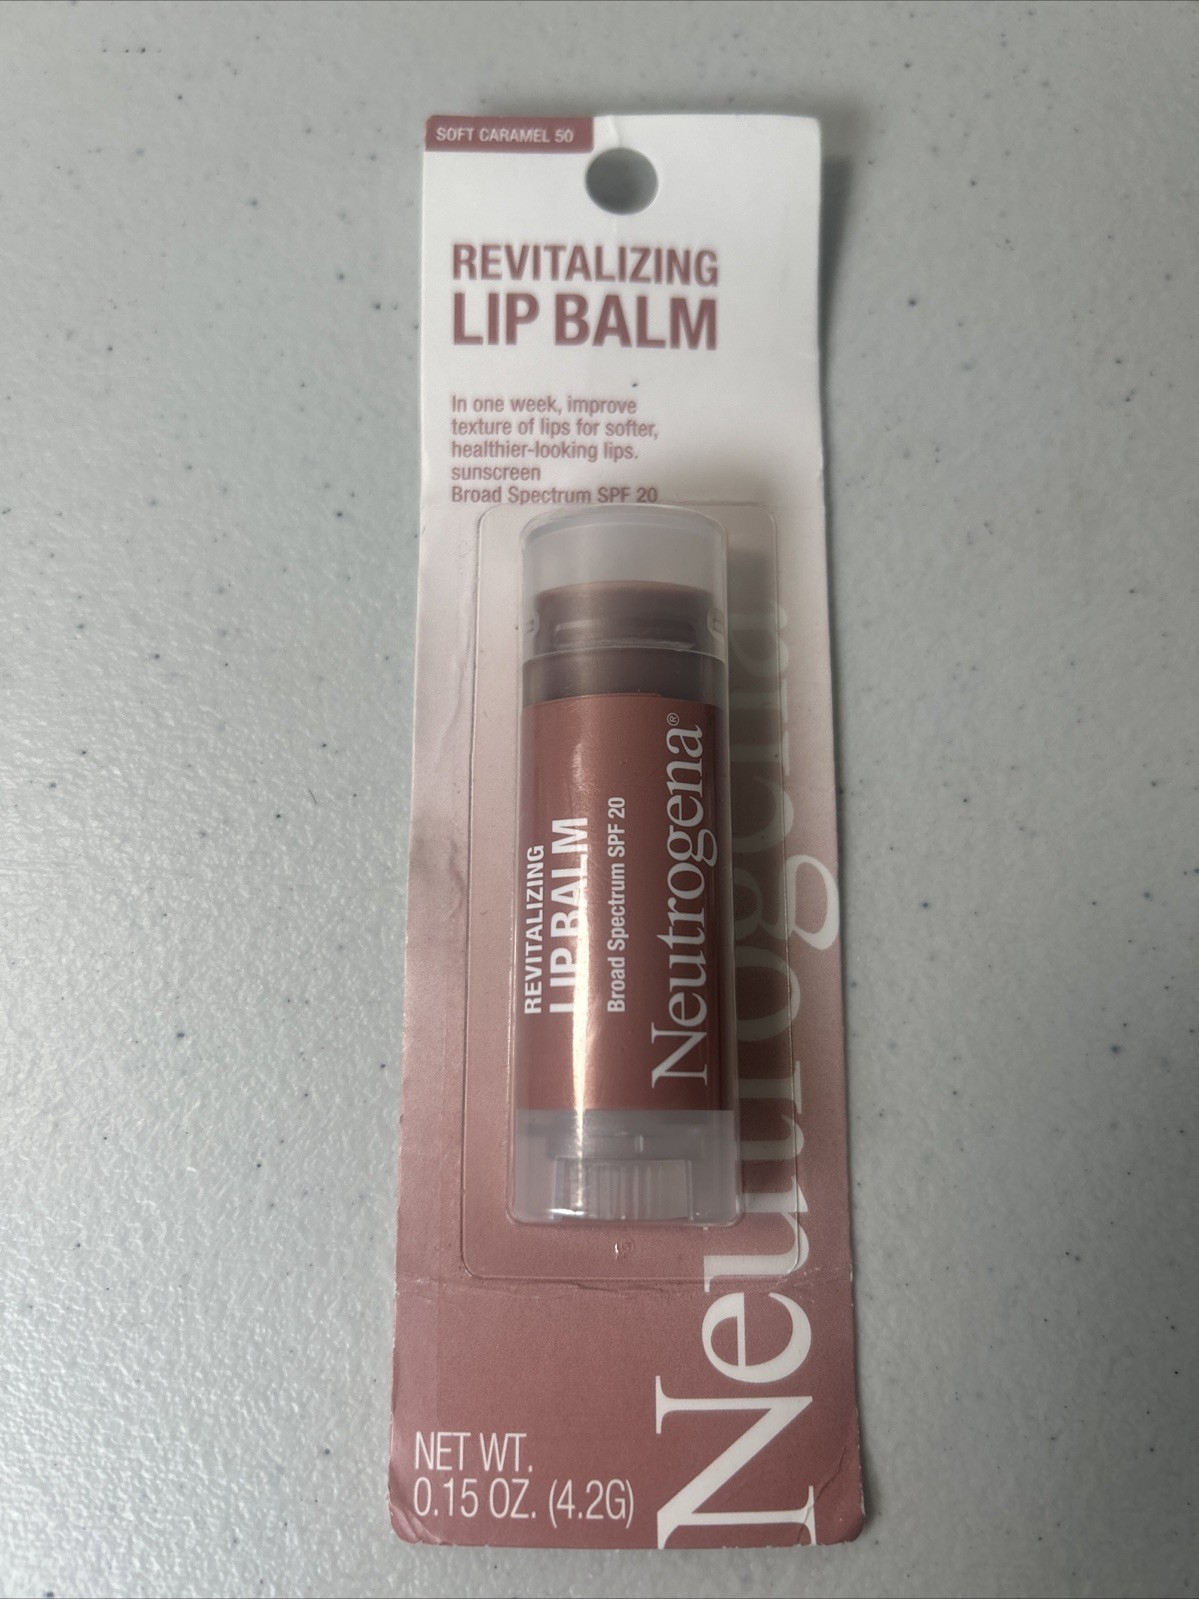 SOFT CARAMEL 50
REVITALIZING
LIP BALM
In one week, improve
texture of lips for softer,
healthier-looking lips.
sunscreen
Broad Spectrum SPF 20
REVITALIZING
LIP BALM
Broad Spectrum SPF 20
Neutrogena®
Neutrogena
NET WT.
0.15 OZ. (4.2G)